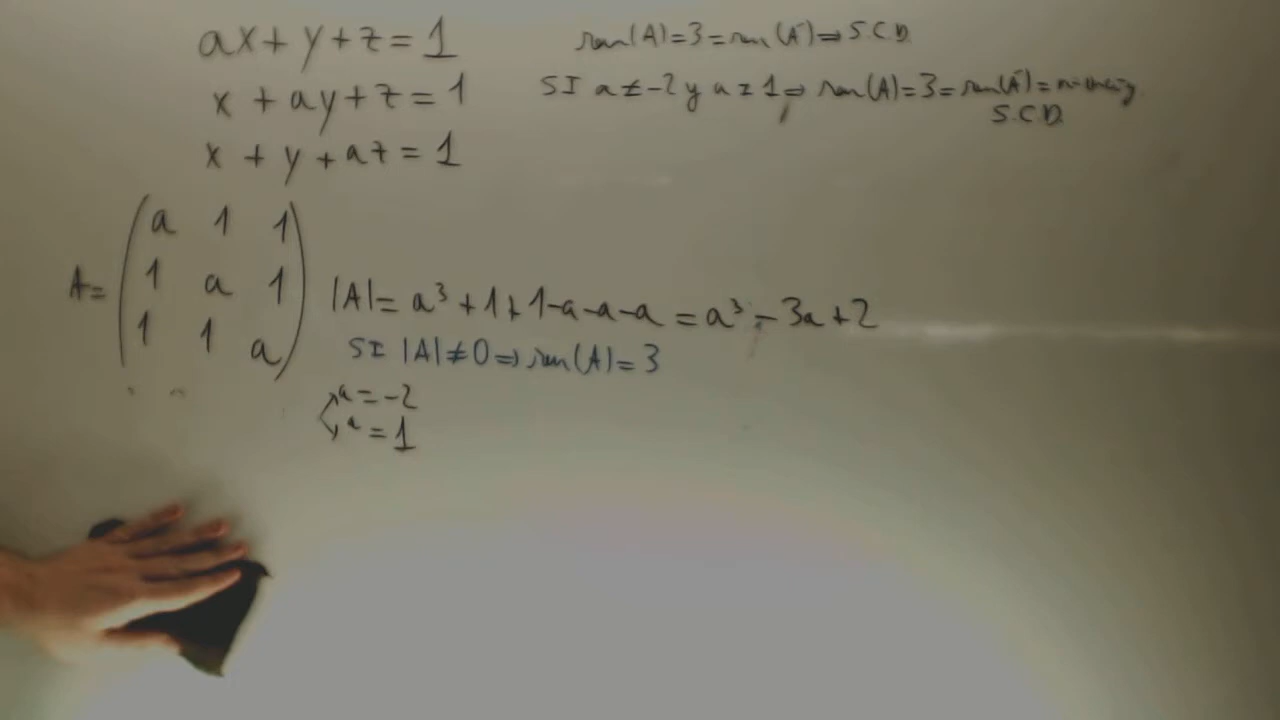 ax + y + z = 1
x + ay + z = 1
x + y + az = 1
ran(A) = 3 = ran(A') ⇒ S.C.D.
SI a ≠ -2 y a ≠ 1 ⇒ ran(A) = 3 = ran(A') = nº incóg
S.C.D.
A = ( a 1 1
1 a 1
1 1 a )
|A| = a³ + 1 + 1 - a - a - a = a³ - 3a + 2
SI |A| ≠ 0 ⇒ ran(A) = 3
a = -2
a = 1